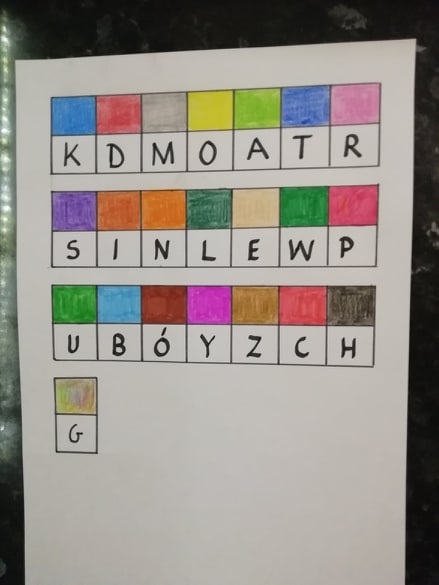 K D M O A T R
S I N L E W P
U B Ó Y Z C H
G